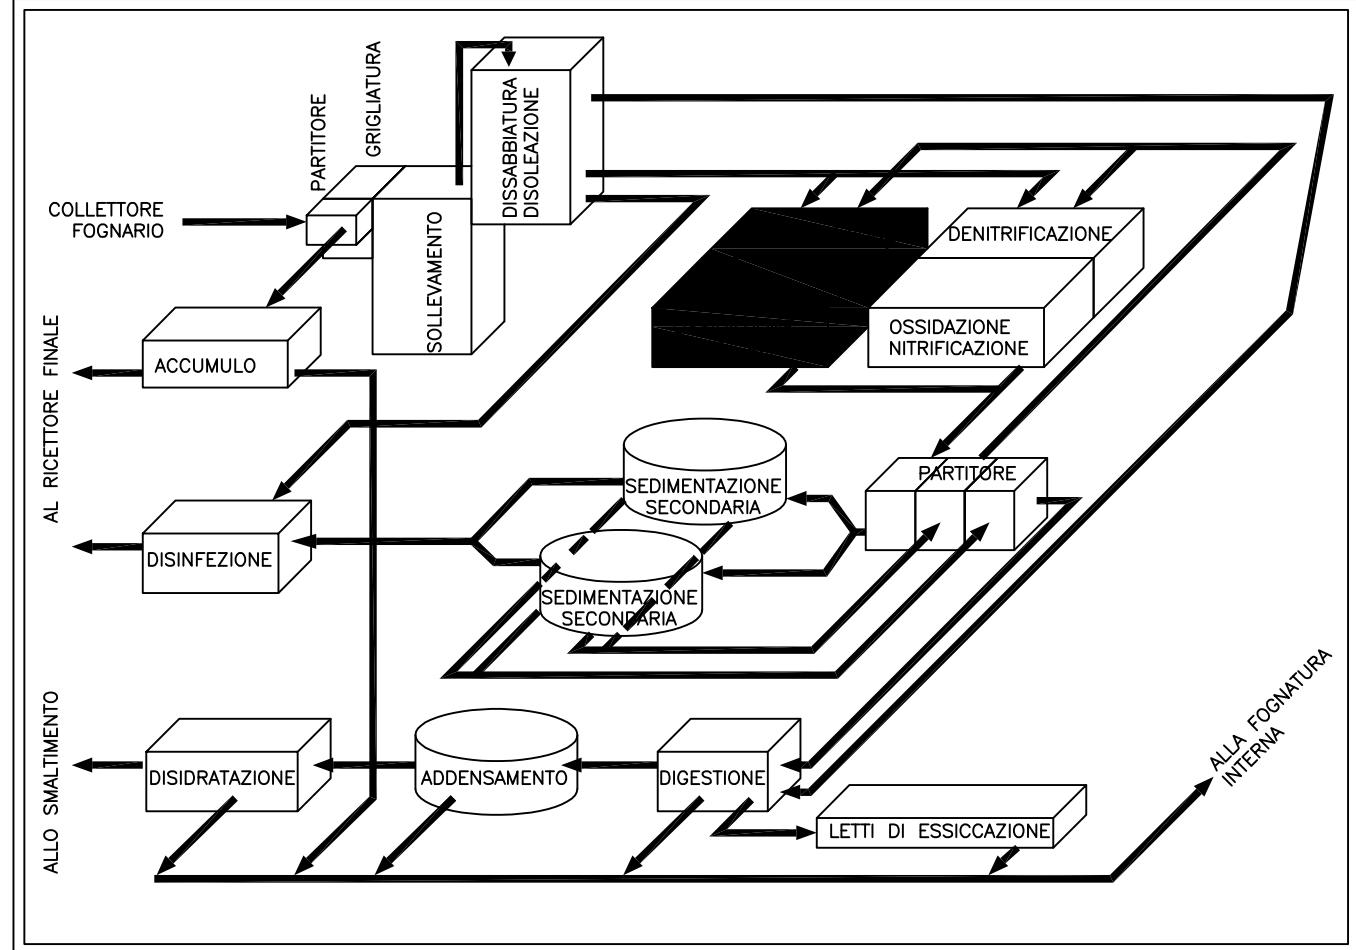 GRIGLIATURA
PARTITORE
DISSABBIATURA
DISOLEAZIONE
COLLETTORE
FOGNARIO
SOLLEVAMENTO
DENITRIFICAZIONE
OSSIDAZIONE
NITRIFICAZIONE
AL RICETTORE FINALE
ACCUMULO
PARTITORE
SEDIMENTAZIONE
SECONDARIA
DISINFEZIONE
SEDIMENTAZIONE
SECONDARIA
ALLO SMALTIMENTO
DISIDRATAZIONE
ADDENSAMENTO
DIGESTIONE
LETTI DI ESSICCAZIONE
ALLA FOGNATURA
INTERNA